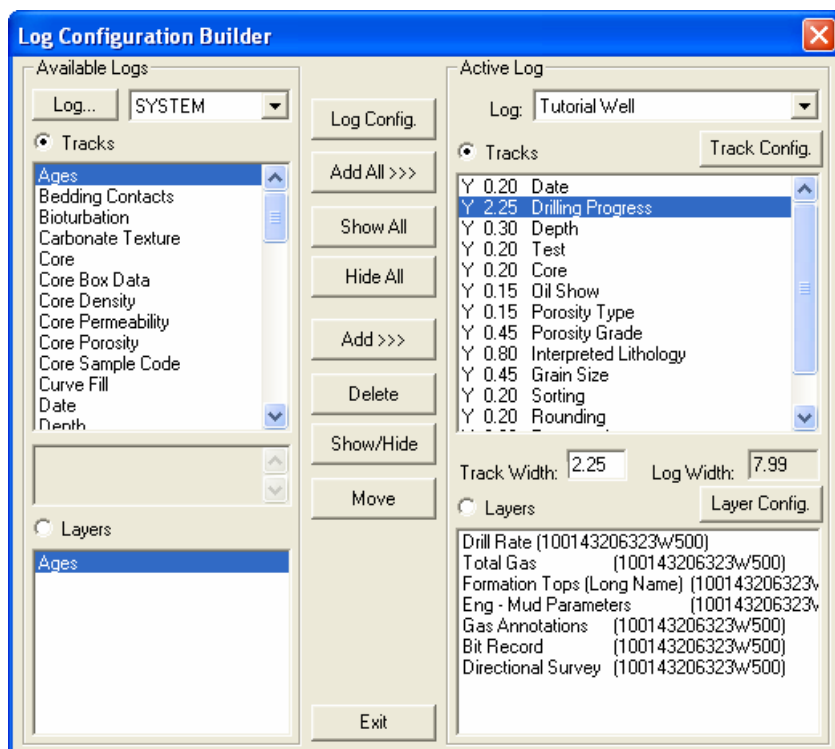 Log Configuration Builder
Available Logs
Log...
SYSTEM
Tracks
Ages
Bedding Contacts
Bioturbation
Carbonate Texture
Core
Core Box Data
Core Density
Core Permeability
Core Porosity
Core Sample Code
Curve Fill
Date
Depth
Layers
Ages
Log Config.
Add All >>>
Show All
Hide All
Add >>>
Delete
Show/Hide
Move
Exit
Active Log
Log: Tutorial Well
Tracks
Track Config.
Y 0.20 Date
Y 2.25 Drilling Progress
Y 0.30 Depth
Y 0.20 Test
Y 0.20 Core
Y 0.15 Oil Show
Y 0.15 Porosity Type
Y 0.45 Porosity Grade
Y 0.80 Interpreted Lithology
Y 0.45 Grain Size
Y 0.20 Sorting
Y 0.20 Rounding
Track Width: 2.25 Log Width: 7.99
Layers
Layer Config.
Drill Rate (100143206323W500)
Total Gas (100143206323W500)
Formation Tops (Long Name) (100143206323W
Eng - Mud Parameters (100143206323W
Gas Annotations (100143206323W500)
Bit Record (100143206323W500)
Directional Survey (100143206323W500)